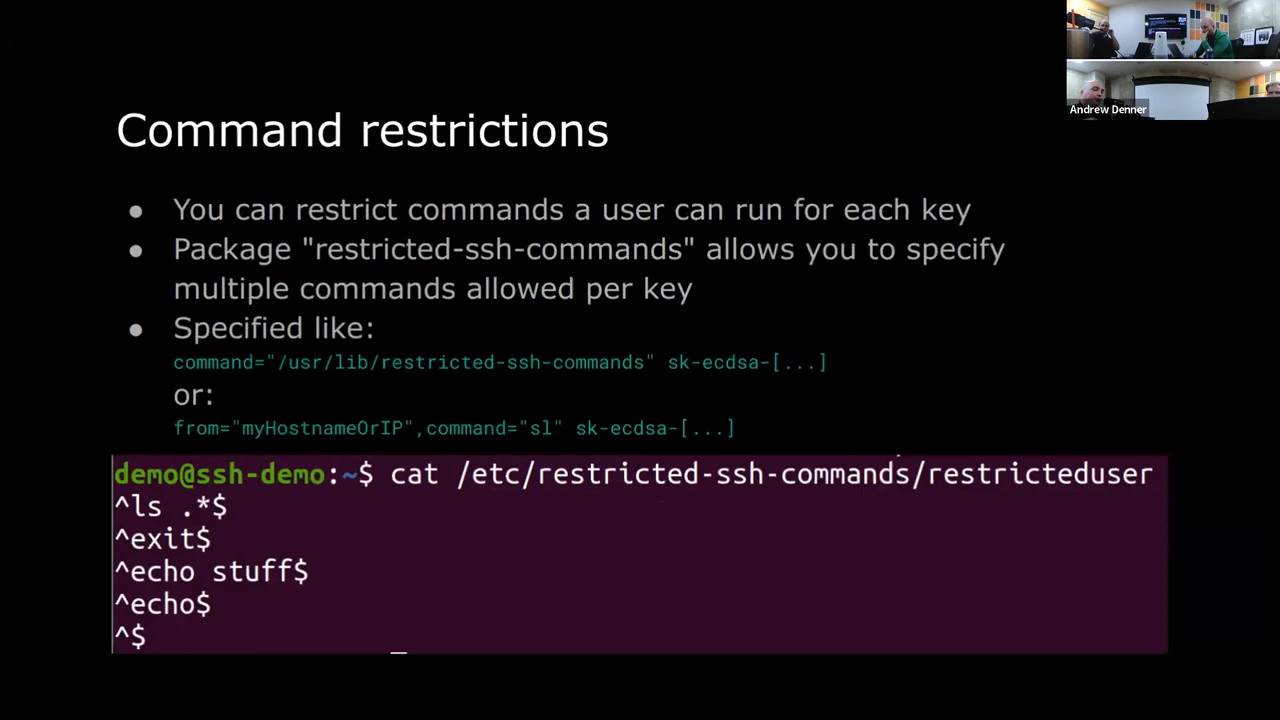 Andrew Denner
Command restrictions
● You can restrict commands a user can run for each key
● Package "restricted-ssh-commands" allows you to specify
multiple commands allowed per key
● Specified like:
command="/usr/lib/restricted-ssh-commands" sk-ecdsa-[...]
or:
from="myHostnameOrIP",command="sl" sk-ecdsa-[...]
demo@ssh-demo:~$ cat /etc/restricted-ssh-commands/restricteduser
^ls .*$
^exit$
^echo stuff$
^echo$
^$